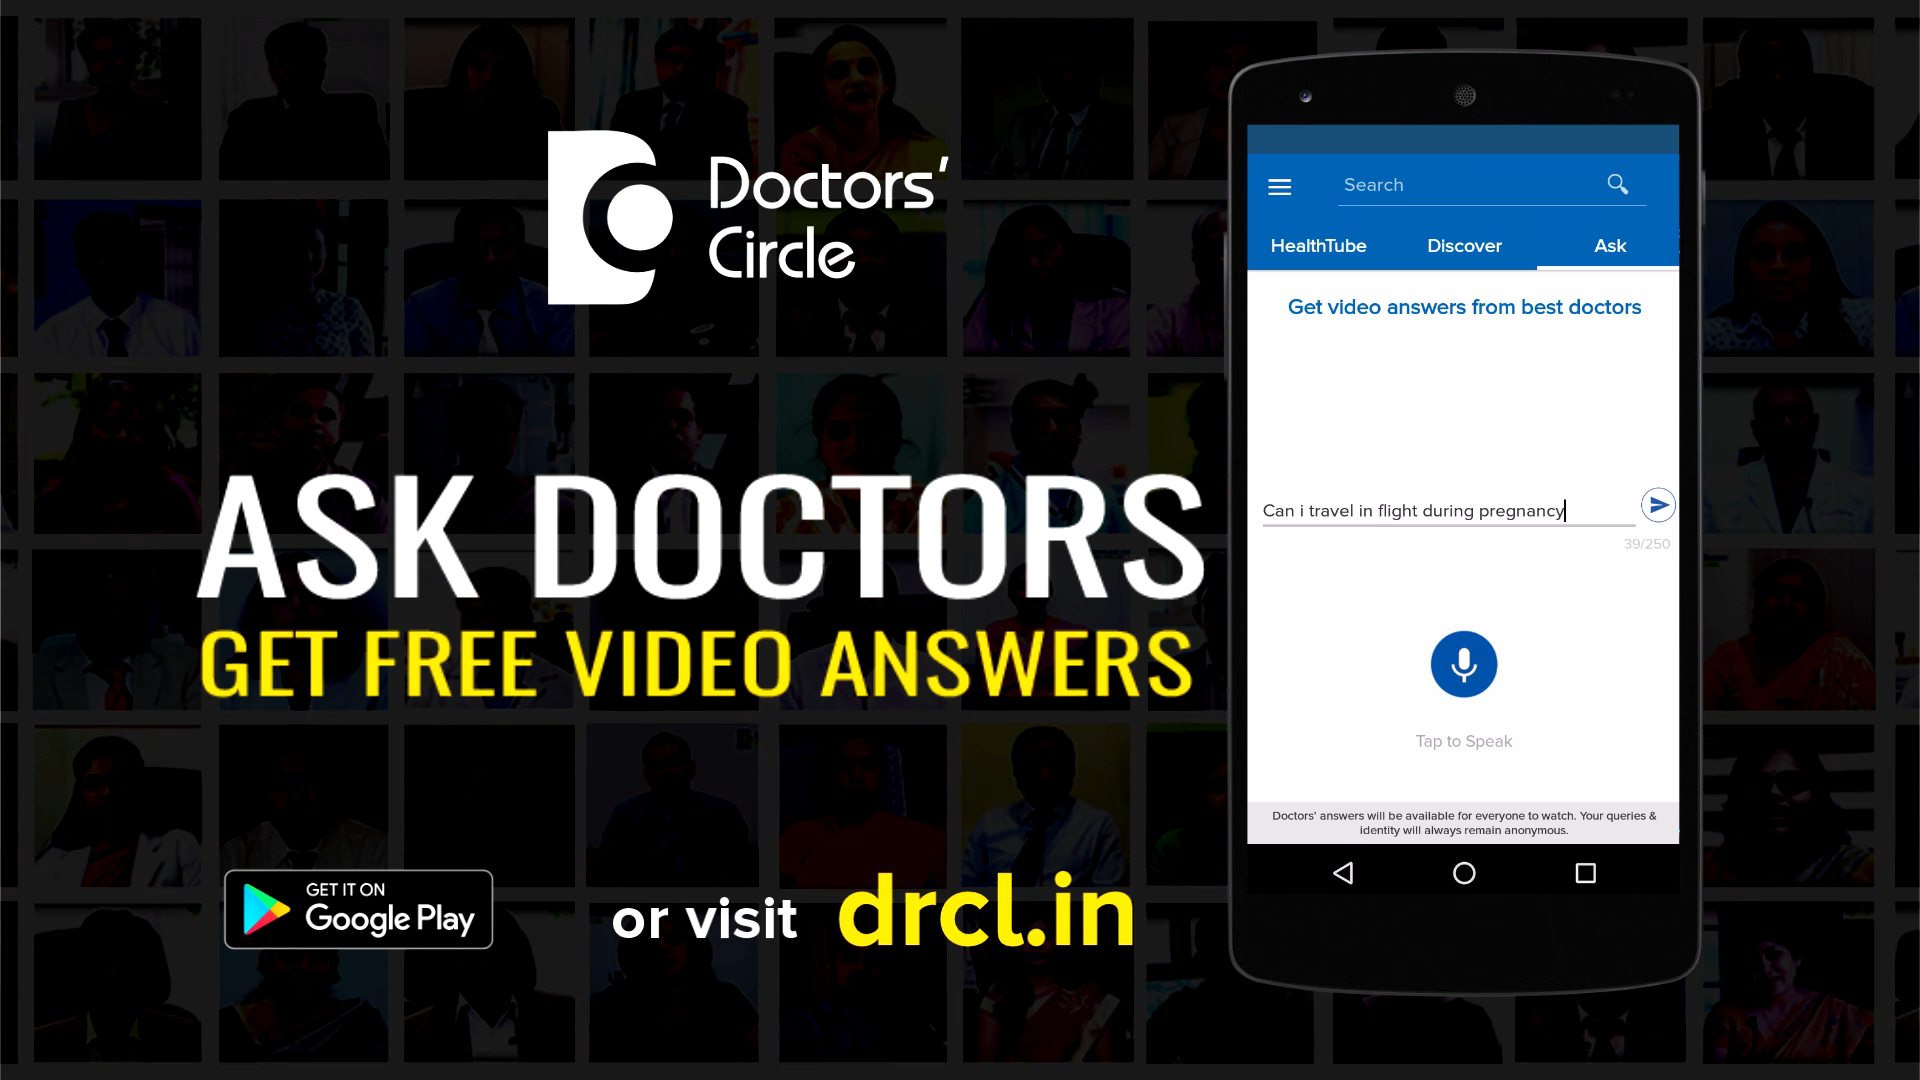 Doctors'
Circle
ASK DOCTORS
GET FREE VIDEO ANSWERS
GET IT ON
Google Play
or visit drcl.in
Search
HealthTube Discover Ask
Get video answers from best doctors
Can i travel in flight during pregnancy
39/250
Tap to Speak
Doctors' answers will be available for everyone to watch. Your queries &
identity will always remain anonymous.